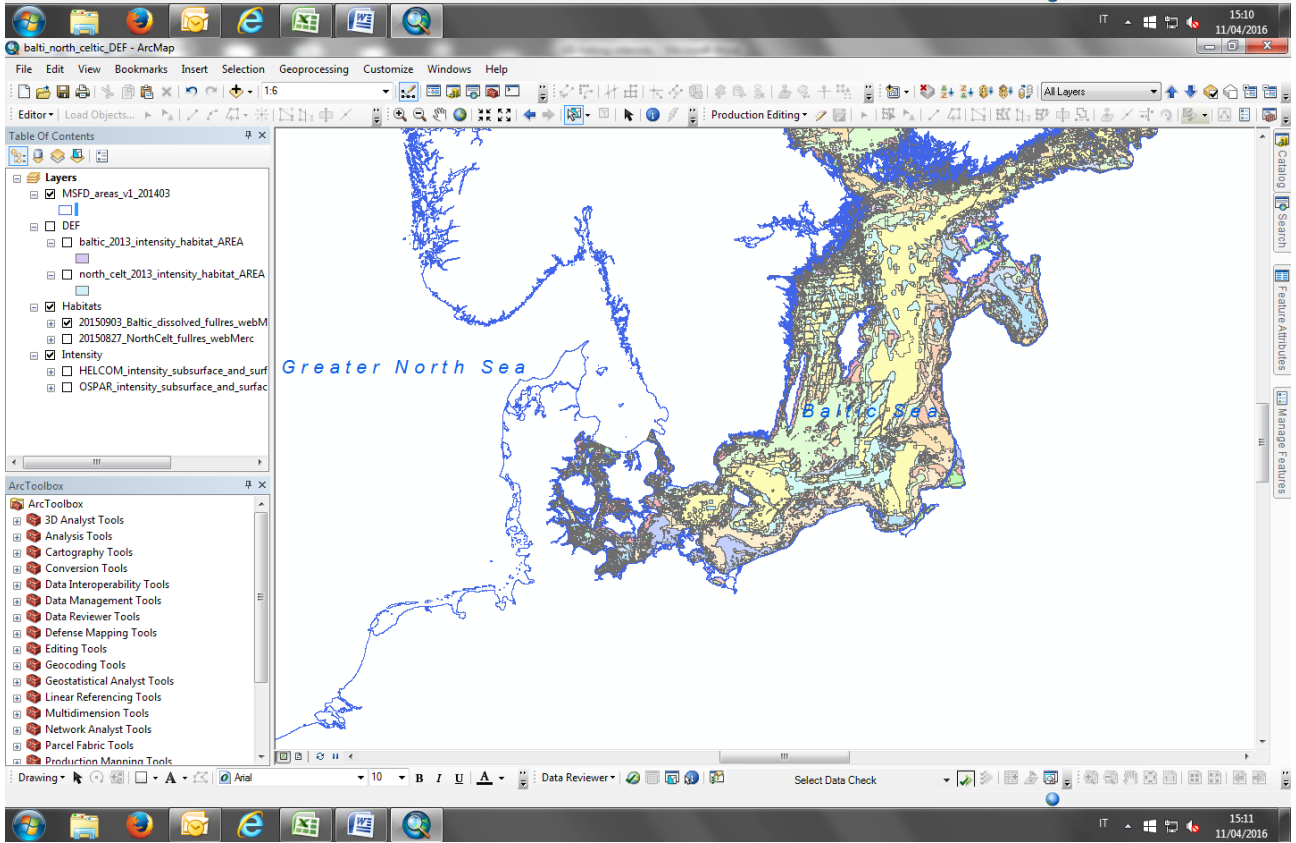 IT
15:10
11/04/2016
balti_north_celtic_DEF - ArcMap
File Edit View Bookmarks Insert Selection Geoprocessing Customize Windows Help
1:6
All Layers
Editor Load Objects...
Production Editing
Table Of Contents
Layers
MSFD_areas_v1_201403
DEF
baltic_2013_intensity_habitat_AREA
north_celt_2013_intensity_habitat_AREA
Habitats
20150903_Baltic_dissolved_fullres_webM
20150827_NorthCelt_fullres_webMerc
Intensity
HELCOM_intensity_subsurface_and_surf
OSPAR_intensity_subsurface_and_surfac
ArcToolbox
ArcToolbox
3D Analyst Tools
Analysis Tools
Cartography Tools
Conversion Tools
Data Interoperability Tools
Data Management Tools
Data Reviewer Tools
Defense Mapping Tools
Editing Tools
Geocoding Tools
Geostatistical Analyst Tools
Linear Referencing Tools
Multidimension Tools
Network Analyst Tools
Parcel Fabric Tools
Production Mapping Tools
Greater North Sea
Baltic Sea
Catalog
Search
Feature Attributes
Manage Features
Drawing A Arial 10 B I U A Data Reviewer Select Data Check
IT
15:11
11/04/2016